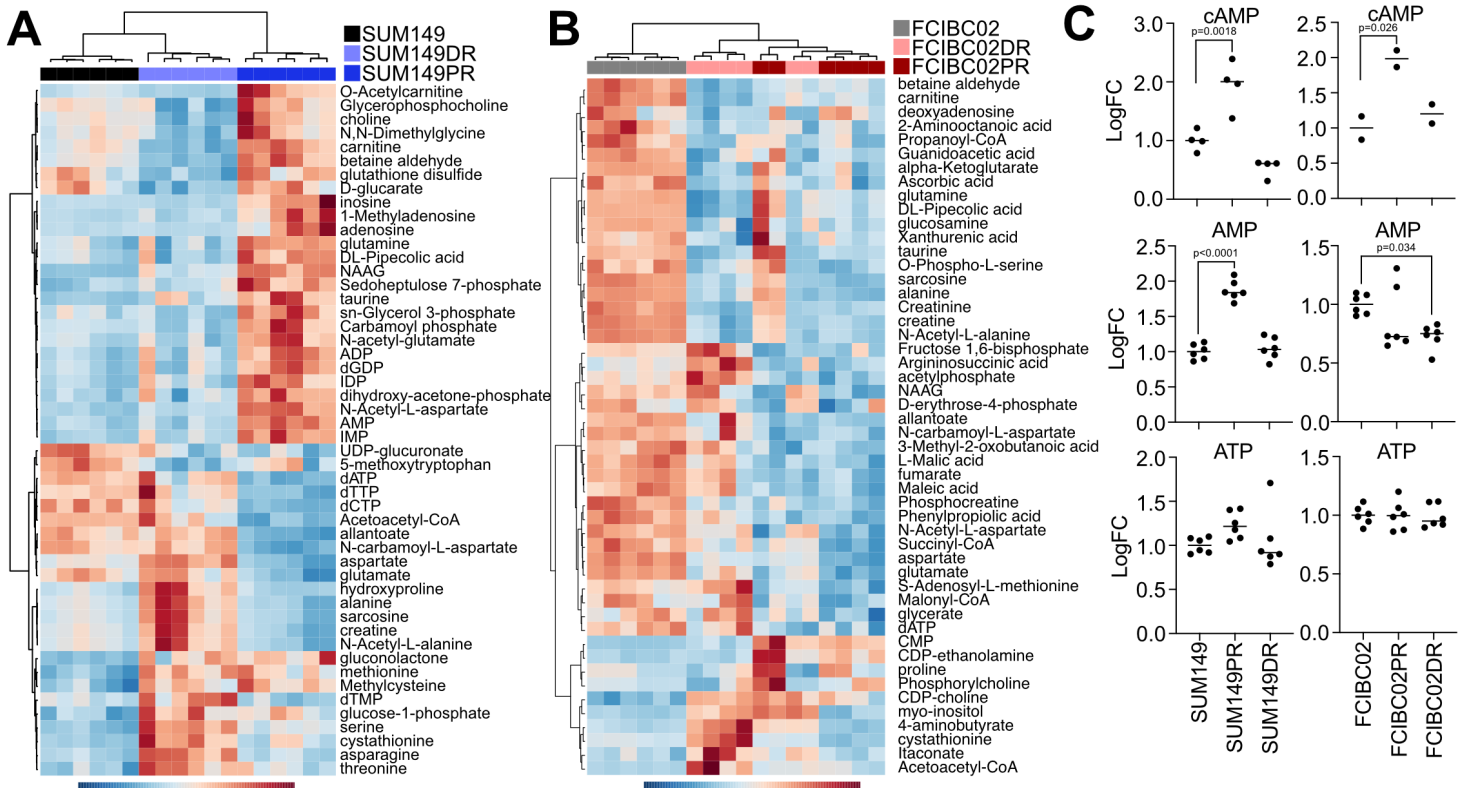 A
SUM149
SUM149DR
SUM149PR
O-Acetylcarnitine
Glycerophosphocholine
choline
N,N-Dimethylglycine
carnitine
betaine aldehyde
glutathione disulfide
D-glucarate
inosine
1-Methyladenosine
adenosine
glutamine
DL-Pipecolic acid
NAAG
Sedoheptulose 7-phosphate
taurine
sn-Glycerol 3-phosphate
Carbamoyl phosphate
N-acetyl-glutamate
ADP
dGDP
IDP
dihydroxy-acetone-phosphate
N-Acetyl-L-aspartate
AMP
IMP
UDP-glucuronate
5-methoxytryptophan
dATP
dTTP
dCTP
Acetoacetyl-CoA
allantoate
N-carbamoyl-L-aspartate
aspartate
glutamate
hydroxyproline
alanine
sarcosine
creatine
N-Acetyl-L-alanine
gluconolactone
methionine
Methylcysteine
dTMP
glucose-1-phosphate
serine
cystathionine
asparagine
threonine
B
FCIBC02
FCIBC02DR
FCIBC02PR
betaine aldehyde
carnitine
deoxyadenosine
2-Aminooctanoic acid
Propanoyl-CoA
Guanidoacetic acid
alpha-Ketoglutarate
Ascorbic acid
glutamine
DL-Pipecolic acid
glucosamine
Xanthurenic acid
taurine
O-Phospho-L-serine
sarcosine
alanine
Creatinine
creatine
N-Acetyl-L-alanine
Fructose 1,6-bisphosphate
Argininosuccinic acid
acetylphosphate
NAAG
D-erythrose-4-phosphate
allantoate
N-carbamoyl-L-aspartate
3-Methyl-2-oxobutanoic acid
L-Malic acid
fumarate
Maleic acid
Phosphocreatine
Phenylpropiolic acid
N-Acetyl-L-aspartate
Succinyl-CoA
aspartate
glutamate
S-Adenosyl-L-methionine
Malonyl-CoA
glycerate
dATP
CMP
CDP-ethanolamine
proline
Phosphorylcholine
CDP-choline
myo-inositol
4-aminobutyrate
cystathionine
Itaconate
Acetoacetyl-CoA
C
cAMP
p=0.0018
3.0
2.0
1.0
0.0
LogFC
cAMP
p=0.026
2.5
2.0
1.5
1.0
0.5
0.0
AMP
p<0.0001
2.5
2.0
1.5
1.0
0.5
0.0
LogFC
AMP
p=0.034
1.5
1.0
0.5
0.0
ATP
2.0
1.5
1.0
0.5
0.0
LogFC
ATP
1.5
1.0
0.5
0.0
SUM149
SUM149PR
SUM149DR
FCIBC02
FCIBC02PR
FCIBC02DR